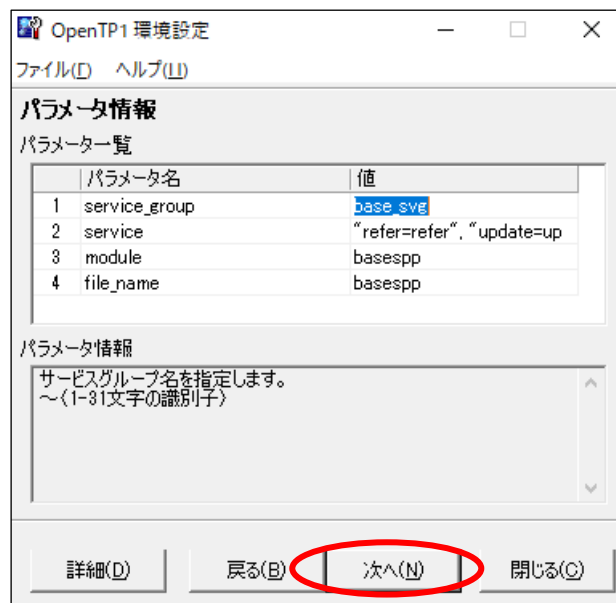 OpenTP1 環境設定
ファイル(F) ヘルプ(H)
パラメータ情報
パラメーター覧
パラメータ名 値
1 service_group base_svg
2 service "refer=refer", "update=up
3 module basespp
4 file_name basespp
パラメータ情報
サービスグループ名を指定します。
~〈1-31文字の識別子〉
詳細(D) 戻る(B) 次へ(N) 閉じる(C)